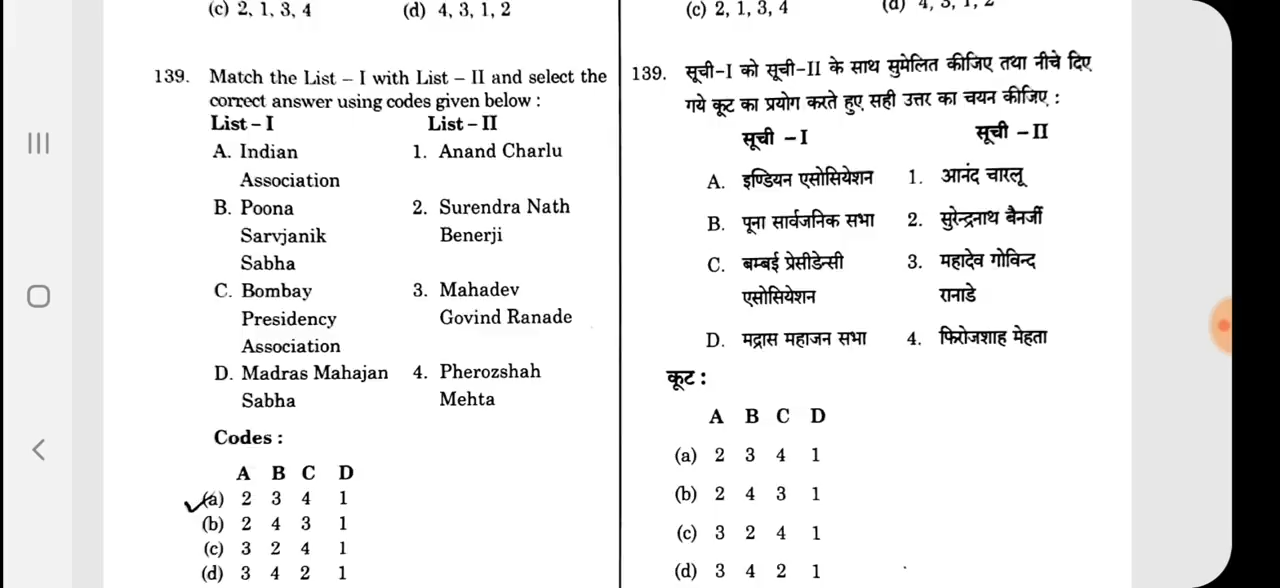 (c) 2, 1, 3, 4 (d) 4, 3, 1, 2
139. Match the List – I with List – II and select the
correct answer using codes given below :
List – I List – II
A. Indian 1. Anand Charlu
Association
B. Poona 2. Surendra Nath
Sarvjanik Benerji
Sabha
C. Bombay 3. Mahadev
Presidency Govind Ranade
Association
D. Madras Mahajan 4. Pherozshah
Sabha Mehta
Codes :
A B C D
(a) 2 3 4 1
(b) 2 4 3 1
(c) 3 2 4 1
(d) 3 4 2 1
(c) 2, 1, 3, 4 (d) 4, 3, 1, 2
139. सूची-I को सूची-II के साथ सुमेलित कीजिए तथा नीचे दिए
गये कूट का प्रयोग करते हुए सही उत्तर का चयन कीजिए :
सूची – I सूची – II
A. इण्डियन एसोसियेशन 1. आनंद चारलू
B. पूना सार्वजनिक सभा 2. सुरेन्द्रनाथ बैनर्जी
C. बम्बई प्रेसीडेन्सी 3. महादेव गोविन्द
एसोसियेशन रानाडे
D. मद्रास महाजन सभा 4. फिरोजशाह मेहता
कूट :
A B C D
(a) 2 3 4 1
(b) 2 4 3 1
(c) 3 2 4 1
(d) 3 4 2 1